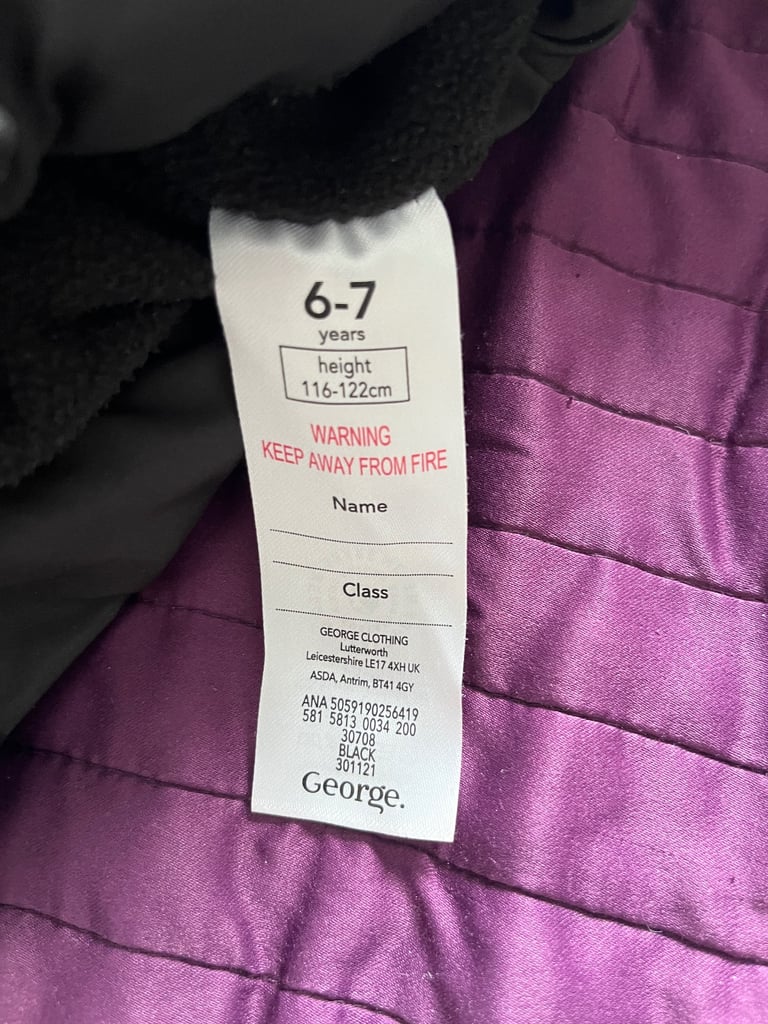 6-7
years
height
116-122cm
WARNING
KEEP AWAY FROM FIRE
Name
Class
GEORGE CLOTHING
Lutterworth
Leicestershire LE17 4XH UK
ASDA, Antrim, BT41 4GY
ANA 5059190256419
581 5813 0034 200
30708
BLACK
301121
George.